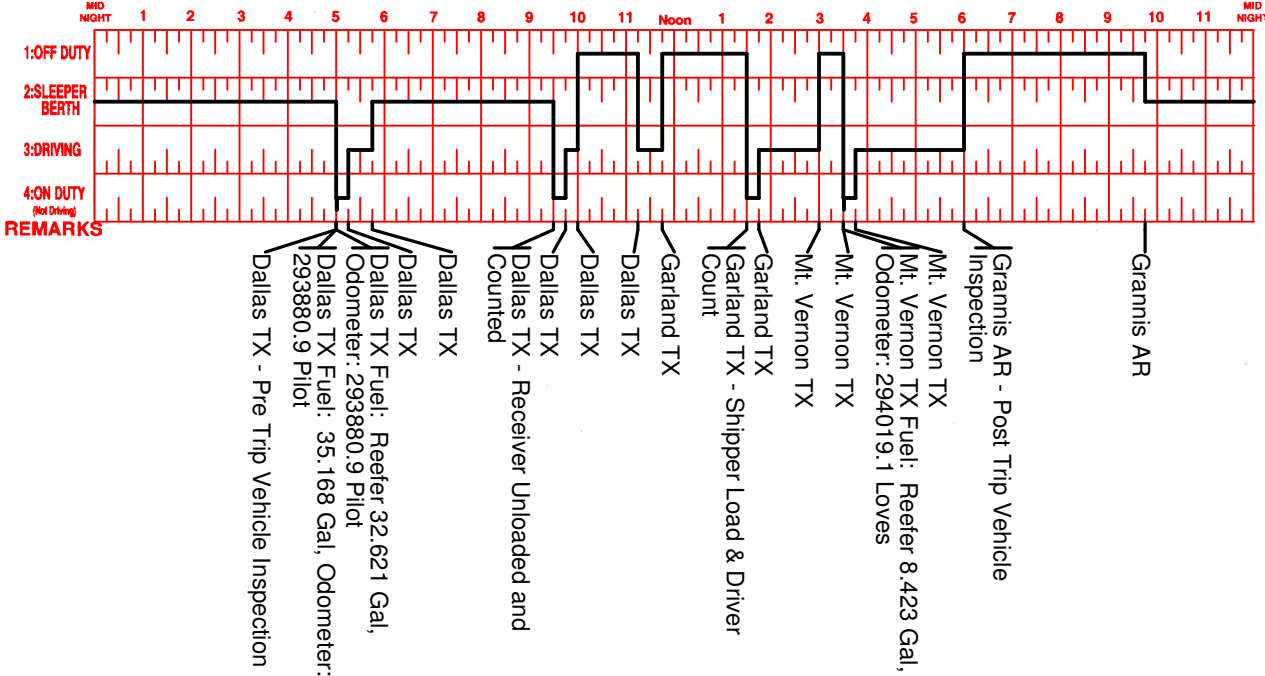 MID NIGHT 1 2 3 4 5 6 7 8 9 10 11 Noon 1 2 3 4 5 6 7 8 9 10 11 MID NIGHT
1:OFF DUTY
2:SLEEPER
BERTH
3:DRIVING
4:ON DUTY
(Not Driving)
REMARKS
Dallas TX - Pre Trip Vehicle Inspection
Dallas TX Fuel: 35.168 Gal, Odometer:
293880.9 Pilot
Dallas TX Fuel: Reefer 32.621 Gal,
Odometer: 293880.9 Pilot
Dallas TX
Dallas TX
Dallas TX - Receiver Unloaded and
Counted
Dallas TX
Dallas TX
Dallas TX
Garland TX
Garland TX - Shipper Load & Driver
Count
Garland TX
Mt. Vernon TX
Mt. Vernon TX
Mt. Vernon TX Fuel: Reefer 8.423 Gal,
Odometer: 294019.1 Loves
Mt. Vernon TX
Grannis AR - Post Trip Vehicle
Inspection
Grannis AR